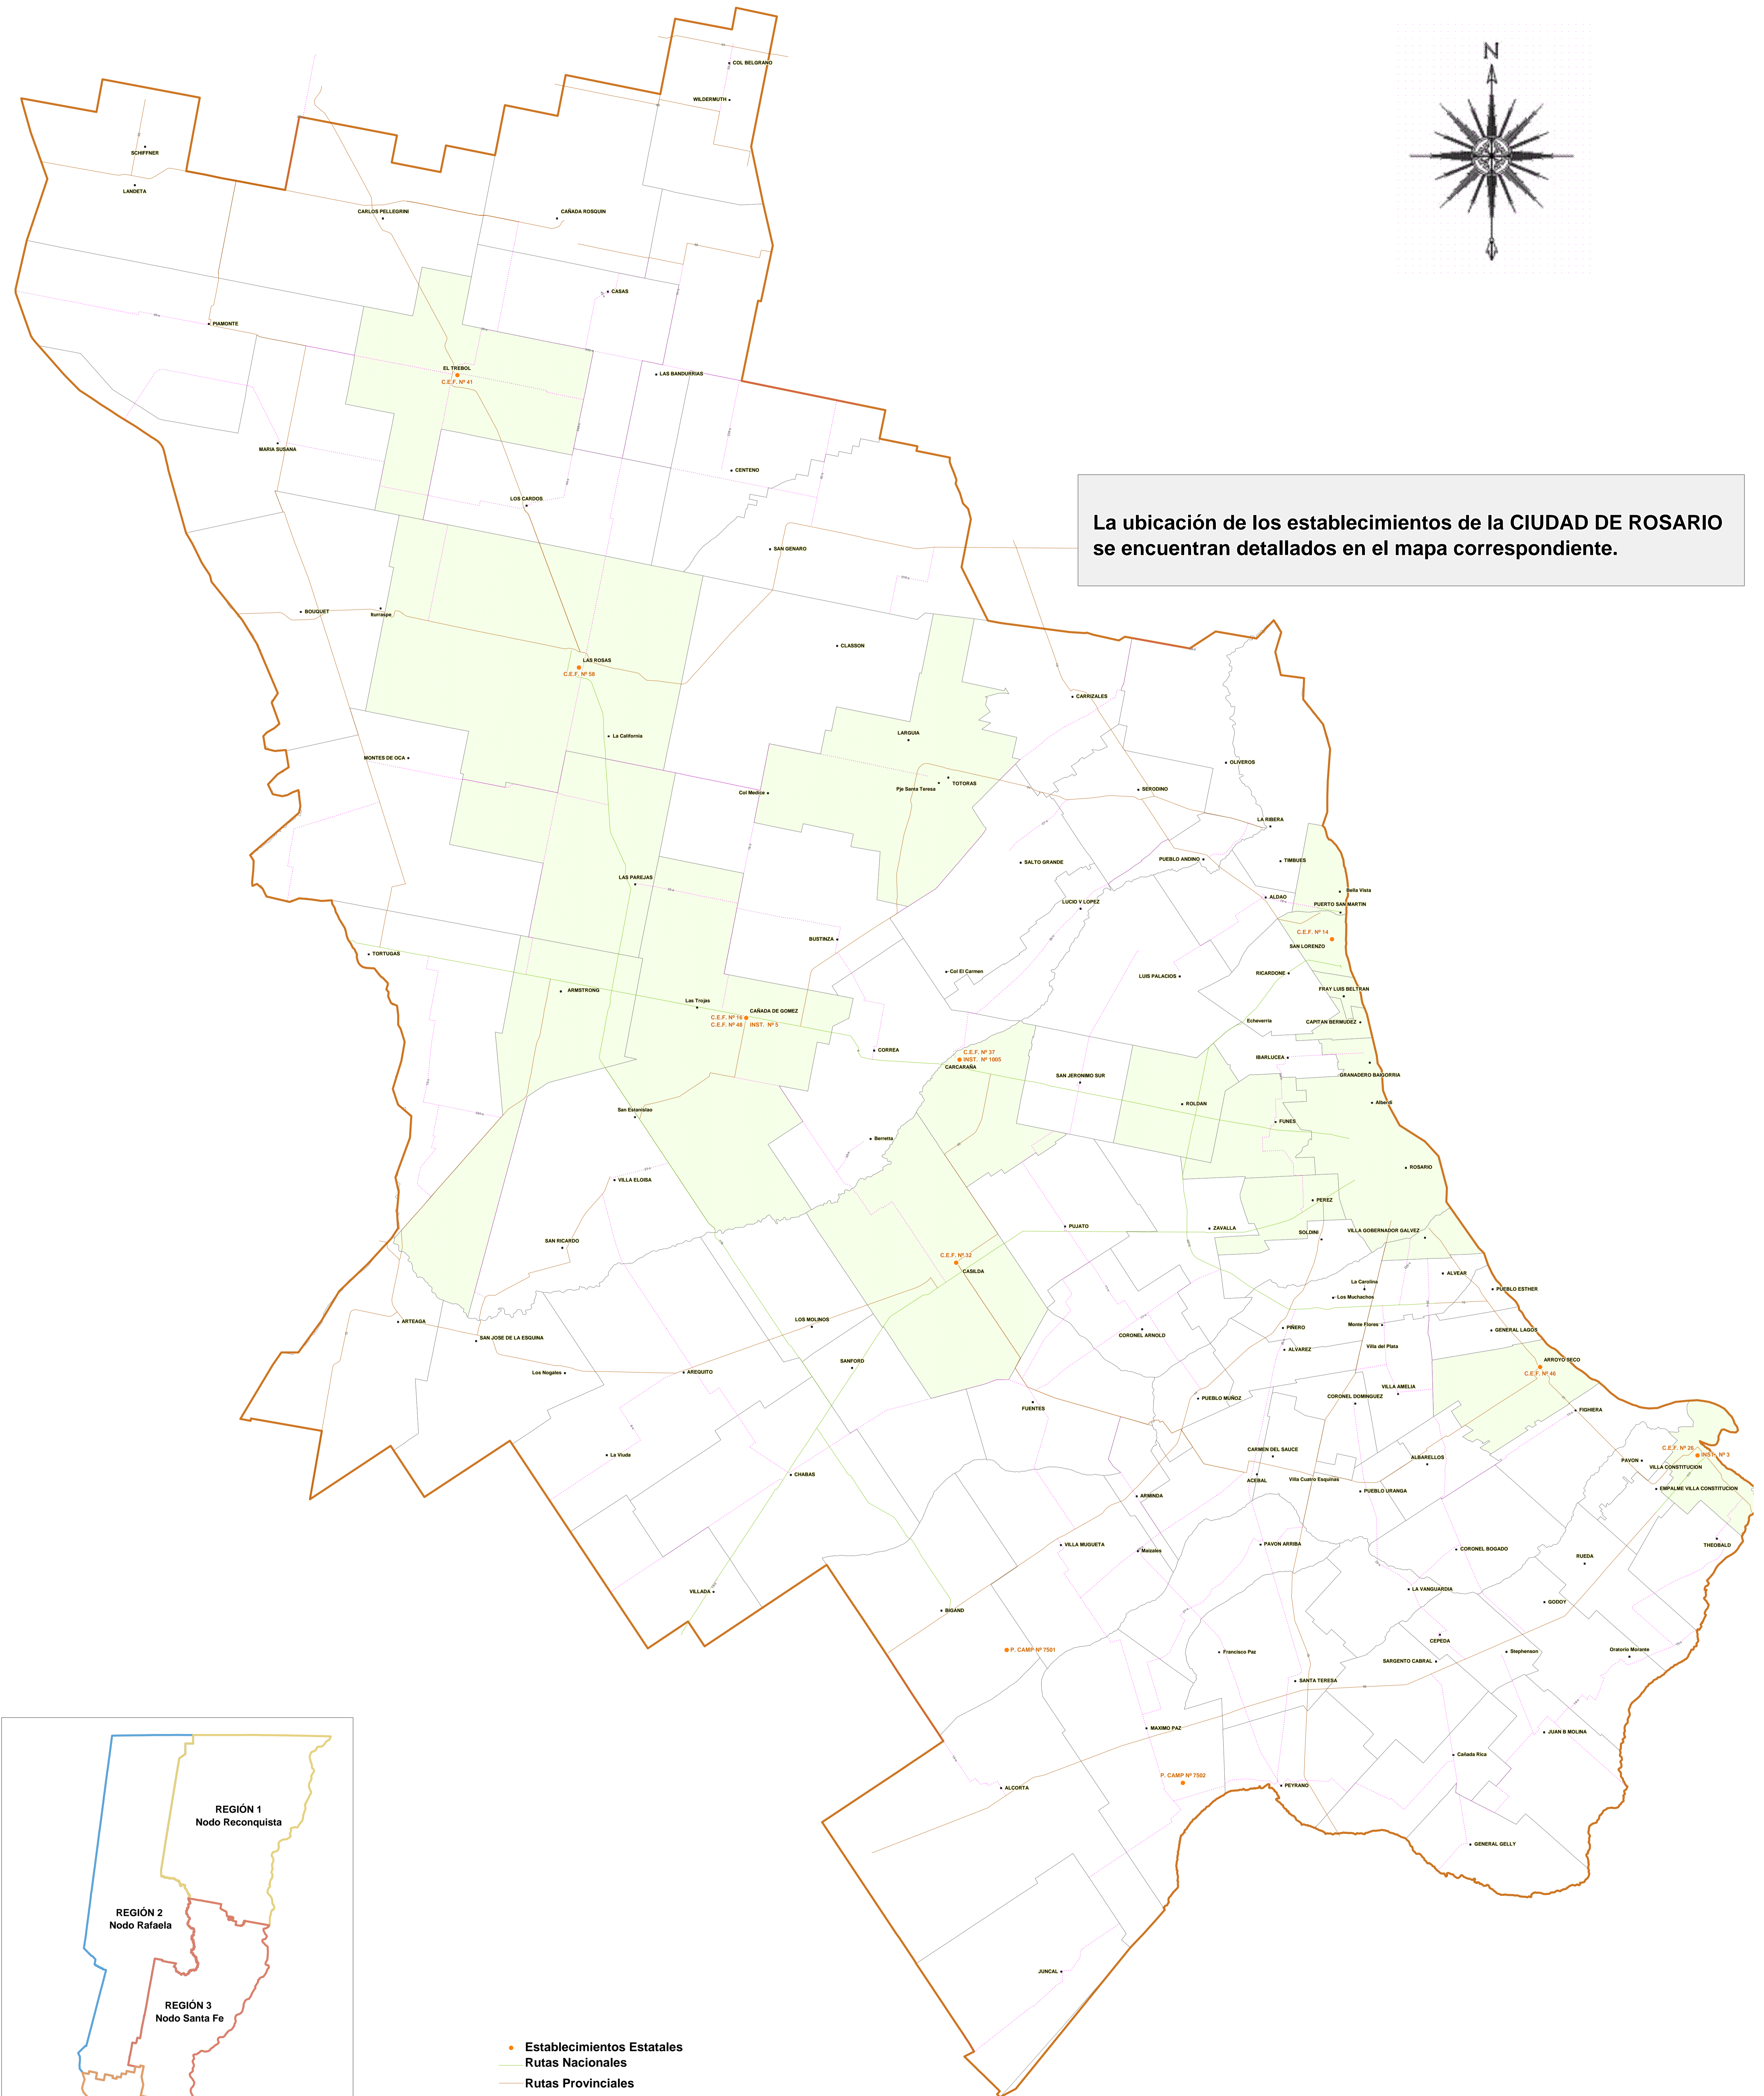 N
COL BELGRANO
WILDERMUTH
SCHIFFNER
LANDETA
CARLOS PELLEGRINI
CAÑADA ROSQUIN
CASAS
PIAMONTE
EL TREBOL
C.E.F. Nº 41
LAS BANDURRIAS
MARIA SUSANA
CENTENO
LOS CARDOS
La ubicación de los establecimientos de la CIUDAD DE ROSARIO
se encuentran detallados en el mapa correspondiente.
SAN GENARO
BOUQUET
Iturraspe
CLASSON
LAS ROSAS
C.E.F. Nº 58
CARRIZALES
La California
LARGUIA
MONTES DE OCA
OLIVEROS
Col Medice
Pje Santa Teresa
TOTORAS
SERODINO
LA RIBERA
SALTO GRANDE
PUEBLO ANDINO
TIMBUES
LAS PAREJAS
Bella Vista
ALDAO
LUCIO V LOPEZ
PUERTO SAN MARTIN
C.E.F. Nº 14
BUSTINZA
SAN LORENZO
TORTUGAS
Col El Carmen
LUIS PALACIOS
RICARDONE
ARMSTRONG
FRAY LUIS BELTRAN
Las Trojas
CAÑADA DE GOMEZ
C.E.F. Nº 16
C.E.F. Nº 48
INST. Nº 5
Echeverria
CAPITAN BERMUDEZ
CORREA
C.E.F. Nº 37
INST. Nº 1005
CARCARAÑA
IBARLUCEA
SAN JERONIMO SUR
GRANADERO BAIGORRIA
San Estanislao
ROLDAN
Alberdi
FUNES
Berretta
ROSARIO
VILLA ELOISA
PEREZ
PUJATO
ZAVALLA
SOLDINI
VILLA GOBERNADOR GALVEZ
SAN RICARDO
C.E.F. Nº 32
CASILDA
ALVEAR
La Carolina
PUEBLO ESTHER
Los Muchachos
ARTEAGA
LOS MOLINOS
SAN JOSE DE LA ESQUINA
CORONEL ARNOLD
PIÑERO
Monte Flores
GENERAL LAGOS
ALVAREZ
Villa del Plata
SANFORD
ARROYO SECO
C.E.F. Nº 46
Los Nogales
AREQUITO
VILLA AMELIA
PUEBLO MUÑOZ
CORONEL DOMINGUEZ
FUENTES
FIGHIERA
La Viuda
CARMEN DEL SAUCE
ALBARELLOS
C.E.F. Nº 26
INST. Nº 3
PAVON
VILLA CONSTITUCION
CHABAS
ACEBAL
Villa Cuatro Esquinas
EMPALME VILLA CONSTITUCION
PUEBLO URANGA
ARMINDA
VILLA MUGUETA
Maizales
PAVON ARRIBA
CORONEL BOGADO
THEOBALD
RUEDA
VILLADA
LA VANGUARDIA
GODOY
BIGAND
CEPEDA
P. CAMP Nº 7501
Francisco Paz
Stephenson
Oratorio Morante
SARGENTO CABRAL
SANTA TERESA
MAXIMO PAZ
JUAN B MOLINA
Cañada Rica
P. CAMP Nº 7502
ALCORTA
PEYRANO
GENERAL GELLY
JUNCAL
REGIÓN 1
Nodo Reconquista
REGIÓN 2
Nodo Rafaela
REGIÓN 3
Nodo Santa Fe
Establecimientos Estatales
Rutas Nacionales
Rutas Provinciales